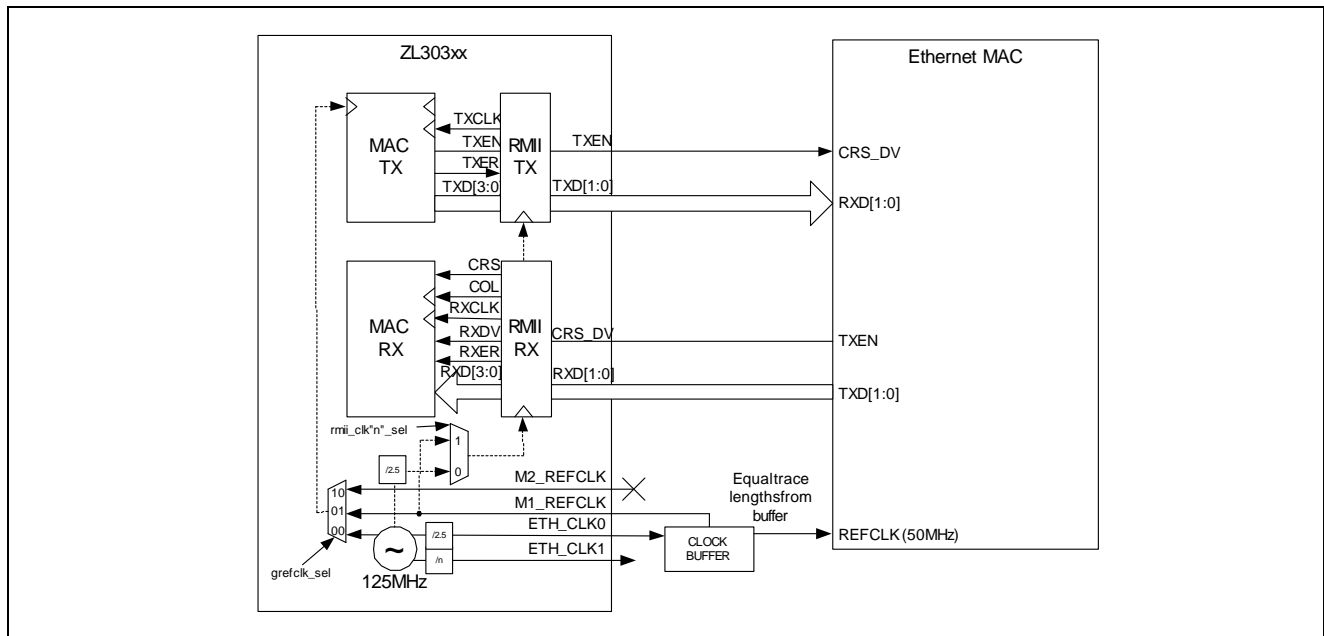 ZL303xx
Ethernet MAC
MAC
TX
TXCLK
TXEN
TXER
TXD[3:0]
RMII
TX
TXEN
TXD[1:0]
CRS_DV
RXD[1:0]
MAC
RX
CRS
COL
RXCLK
RXDV
RXER
RXD[3:0]
RMII
RX
CRS_DV
RXD[1:0]
TXEN
TXD[1:0]
rmii_clk"n"_sel
1
0
/2.5
10
01
00
M2_REFCLK
M1_REFCLK
ETH_CLK0
ETH_CLK1
/2.5
/n
~
125MHz
grefclk_sel
Equaltrace
lengthsfrom
buffer
CLOCK
BUFFER
REFCLK (50MHz)